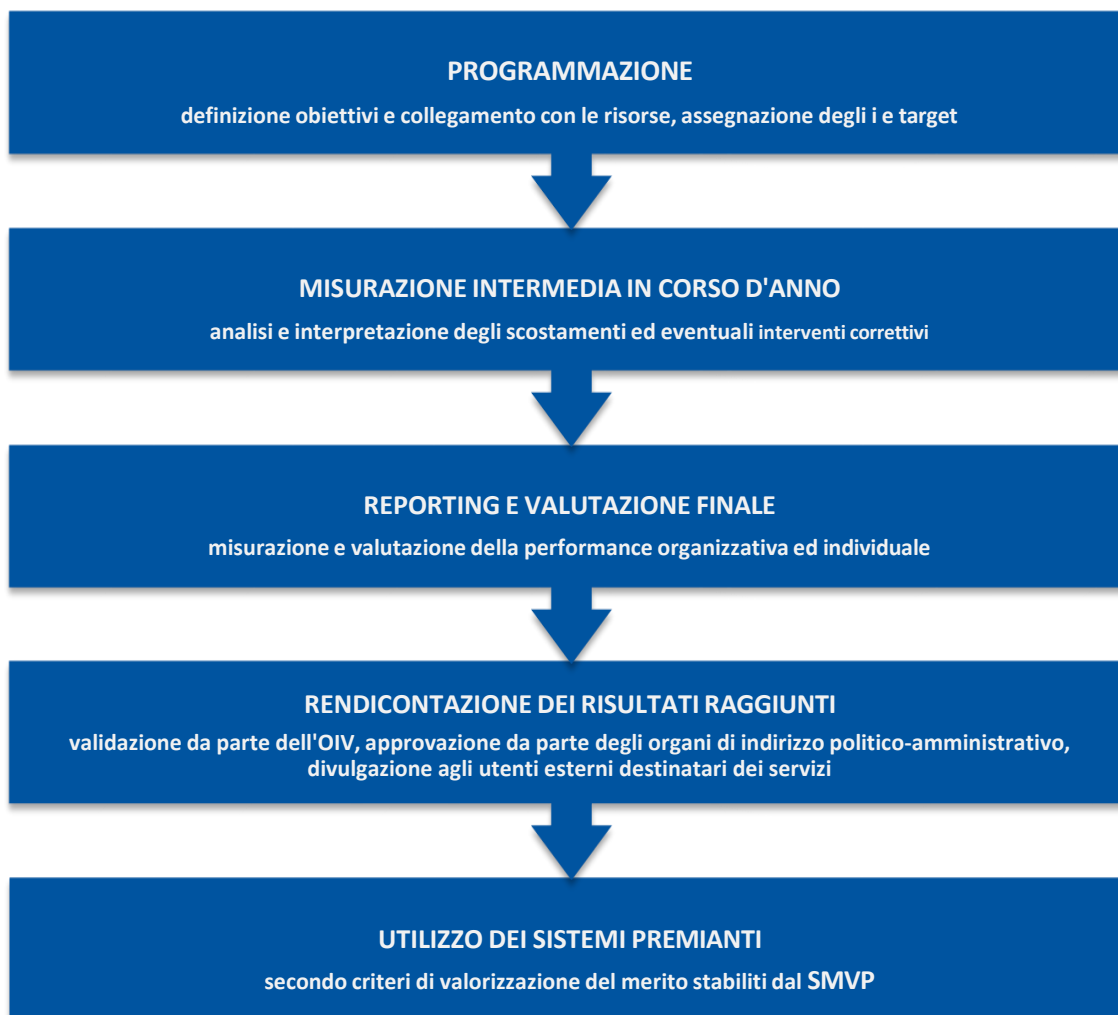 PROGRAMMAZIONE
definizione obiettivi e collegamento con le risorse, assegnazione degli i e target
MISURAZIONE INTERMEDIA IN CORSO D'ANNO
analisi e interpretazione degli scostamenti ed eventuali interventi correttivi
REPORTING E VALUTAZIONE FINALE
misurazione e valutazione della performance organizzativa ed individuale
RENDICONTAZIONE DEI RISULTATI RAGGIUNTI
validazione da parte dell'OIV, approvazione da parte degli organi di indirizzo politico-amministrativo,
divulgazione agli utenti esterni destinatari dei servizi
UTILIZZO DEI SISTEMI PREMIANTI
secondo criteri di valorizzazione del merito stabiliti dal SMVP